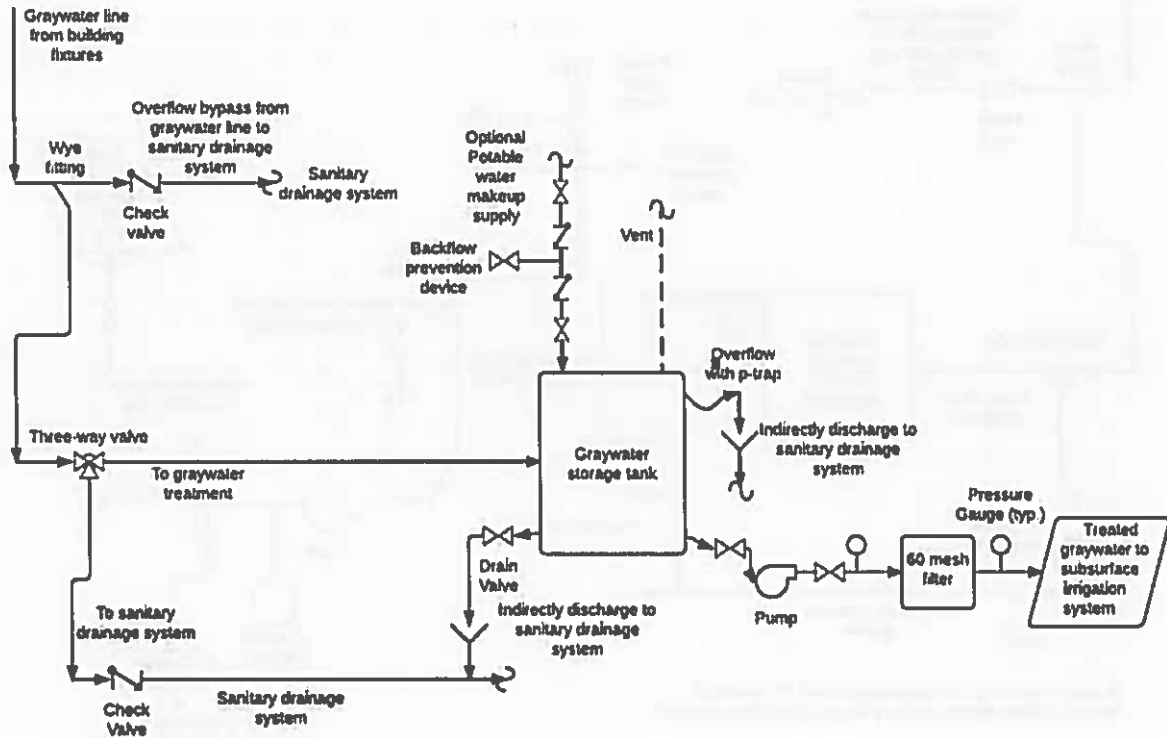 Graywater line
from building
fixtures
Overflow bypass from
graywater line to
sanitary drainage
system
Wye
fitting
Sanitary
drainage system
Check
valve
Optional
Potable
water
makeup
supply
Vent
Backflow
prevention
device
Overflow
with p-trap
Indirectly discharge to
sanitary drainage
system
Three-way valve
To graywater
treatment
Graywater
storage tank
Pressure
Gauge (typ.)
60 mesh
filter
Treated
graywater to
subsurface
irrigation
system
Drain
Valve
Pump
Indirectly discharge to
sanitary drainage
system
To sanitary
drainage system
Sanitary drainage
system
Check
Valve